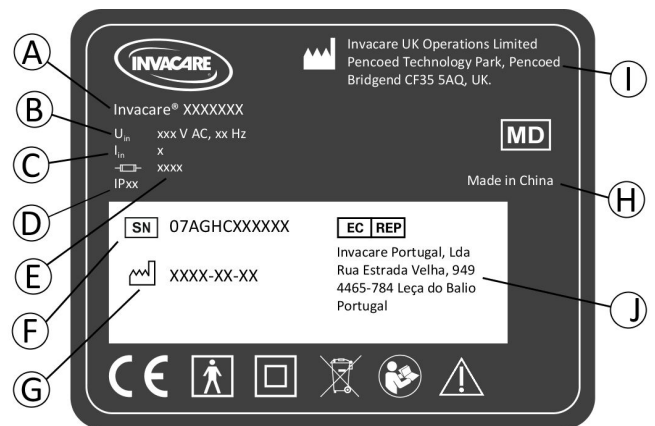 INVACARE
Invacare UK Operations Limited
Pencoed Technology Park, Pencoed
Bridgend CF35 5AQ, UK.
Invacare® XXXXXXX
Uin xxx V AC, xx Hz
Iin x
xxxx
IPxx
MD
Made in China
SN 07AGHCXXXXXX
XXXX-XX-XX
EC REP
Invacare Portugal, Lda
Rua Estrada Velha, 949
4465-784 Leça do Balio
Portugal
CE
A
B
C
D
E
F
G
I
H
J